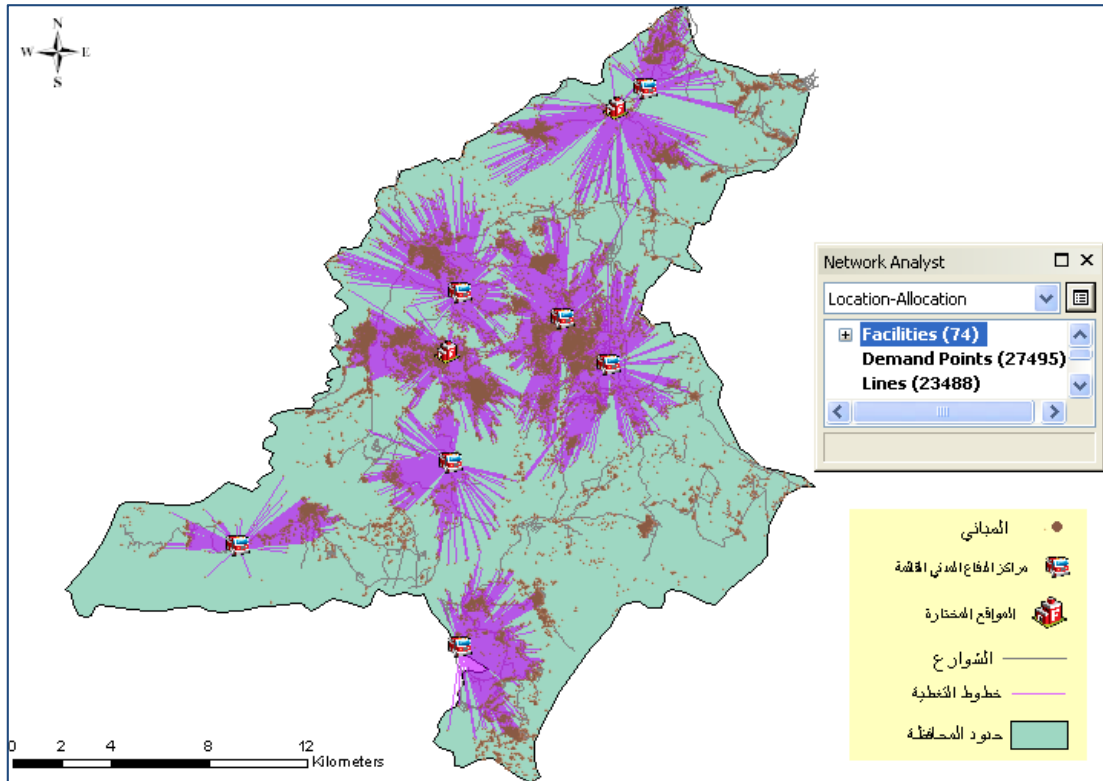 N
W E
S
Network Analyst
Location-Allocation
Facilities (74)
Demand Points (27495)
Lines (23488)
المباني
مراكز الدفاع المدني القائمة
المواقع المختارة
الشوارع
خطوط التغطية
حدود المحافظة
0 2 4 8 12
Kilometers